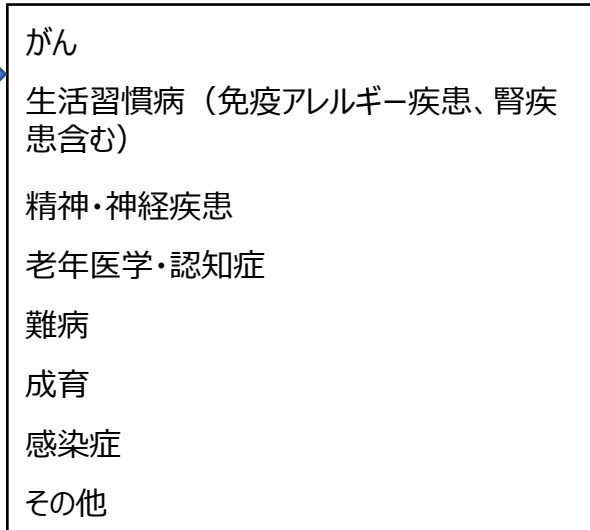 がん
生活習慣病（免疫アレルギー疾患、腎疾
患含む）
精神・神経疾患
老年医学・認知症
難病
成育
感染症
その他